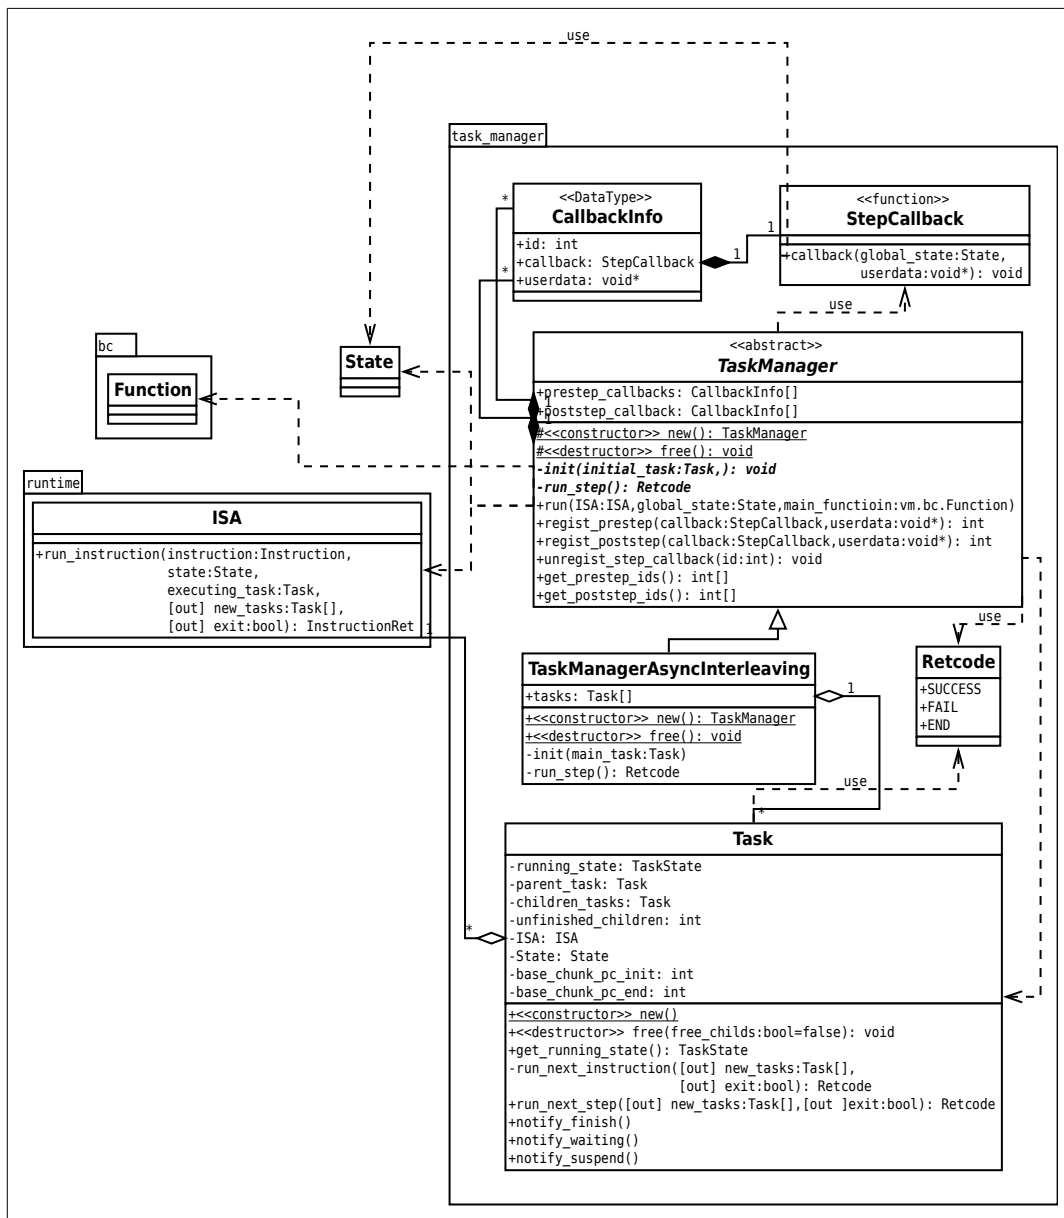 use
task_manager
<<DataType>>
CallbackInfo
+id: int
+callback: StepCallback
+userdata: void*
*
*
1
1
<<function>>
StepCallback
+callback(global_state:State,
userdata:void*): void
use
bc
Function
State
<<abstract>>
TaskManager
+prestep_callbacks: CallbackInfo[]
+poststep_callback: CallbackInfo[]
1
1
#<<constructor>> new(): TaskManager
#<<destructor>> free(): void
-init(initial_task:Task,): void
-run_step(): Retcode
+run(ISA:ISA,global_state:State,main_functioin:vm.bc.Function)
+regist_prestep(callback:StepCallback,userdata:void*): int
+regist_poststep(callback:StepCallback,userdata:void*): int
+unregist_step_callback(id:int): void
+get_prestep_ids(): int[]
+get_poststep_ids(): int[]
runtime
ISA
+run_instruction(instruction:Instruction,
state:State,
executing_task:Task,
[out] new_tasks:Task[],
[out] exit:bool): InstructionRet
1
use
Retcode
+SUCCESS
+FAIL
+END
TaskManagerAsyncInterleaving
+tasks: Task[]
+<<constructor>> new(): TaskManager
+<<destructor>> free(): void
-init(main_task:Task)
-run_step(): Retcode
1
use
*
Task
-running_state: TaskState
-parent_task: Task
-children_tasks: Task
-unfinished_children: int
-ISA: ISA
-State: State
-base_chunk_pc_init: int
-base_chunk_pc_end: int
*
+<<constructor>> new()
+<<destructor>> free(free_childs:bool=false): void
+get_running_state(): TaskState
-run_next_instruction([out] new_tasks:Task[],
[out] exit:bool): Retcode
+run_next_step([out] new_tasks:Task[],[out ]exit:bool): Retcode
+notify_finish()
+notify_waiting()
+notify_suspend()